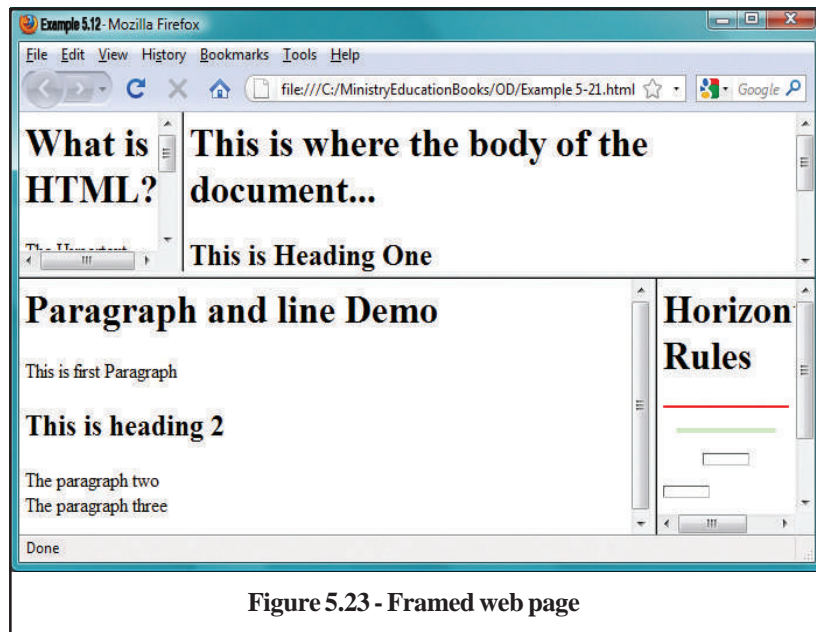 Example 5.12 - Mozilla Firefox
File Edit View History Bookmarks Tools Help
file:///C:/MinistryEducationBooks/OD/Example 5-21.html Google
What is
HTML?
This is where the body of the
document...
This is Heading One
Paragraph and line Demo
This is first Paragraph
This is heading 2
The paragraph two
The paragraph three
Horizon
Rules
Done
Figure 5.23 - Framed web page